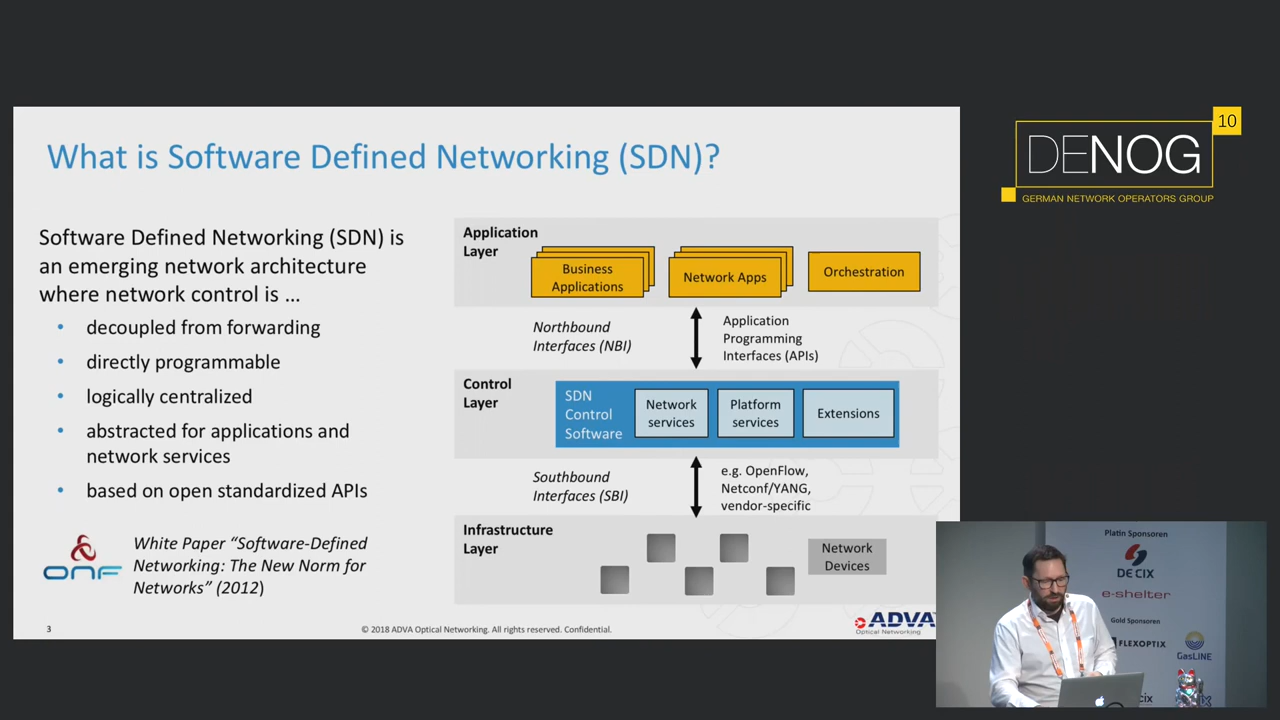 What is Software Defined Networking (SDN)?
Software Defined Networking (SDN) is
an emerging network architecture
where network control is …
• decoupled from forwarding
• directly programmable
• logically centralized
• abstracted for applications and
network services
• based on open standardized APIs
ONF
White Paper “Software-Defined
Networking: The New Norm for
Networks” (2012)
Application
Layer
Business
Applications
Network Apps
Orchestration
Northbound
Interfaces (NBI)
Application
Programming
Interfaces (APIs)
Control
Layer
SDN
Control
Software
Network
services
Platform
services
Extensions
Southbound
Interfaces (SBI)
e.g. OpenFlow,
Netconf/YANG,
vendor-specific
Infrastructure
Layer
Network
Devices
3
© 2018 ADVA Optical Networking. All rights reserved. Confidential.
ADVA
Optical Networking
10
DENOG
GERMAN NETWORK OPERATORS GROUP
Platin Sponsoren
DE CIX
e-shelter
Gold Sponsoren
FLEXOPTIX
GasLINE